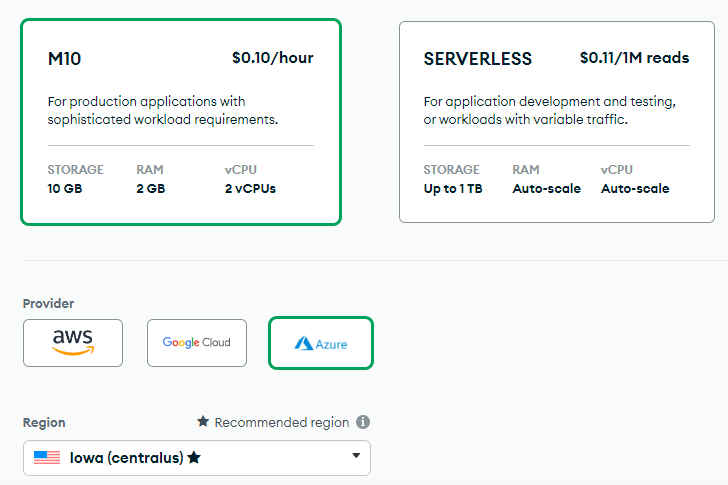 M10 $0.10/hour
For production applications with
sophisticated workload requirements.
STORAGE RAM vCPU
10 GB 2 GB 2 vCPUs
SERVERLESS $0.11/1M reads
For application development and testing,
or workloads with variable traffic.
STORAGE RAM vCPU
Up to 1 TB Auto-scale Auto-scale
Provider
aws Google Cloud Azure
Region ★ Recommended region
Iowa (centralus) ★